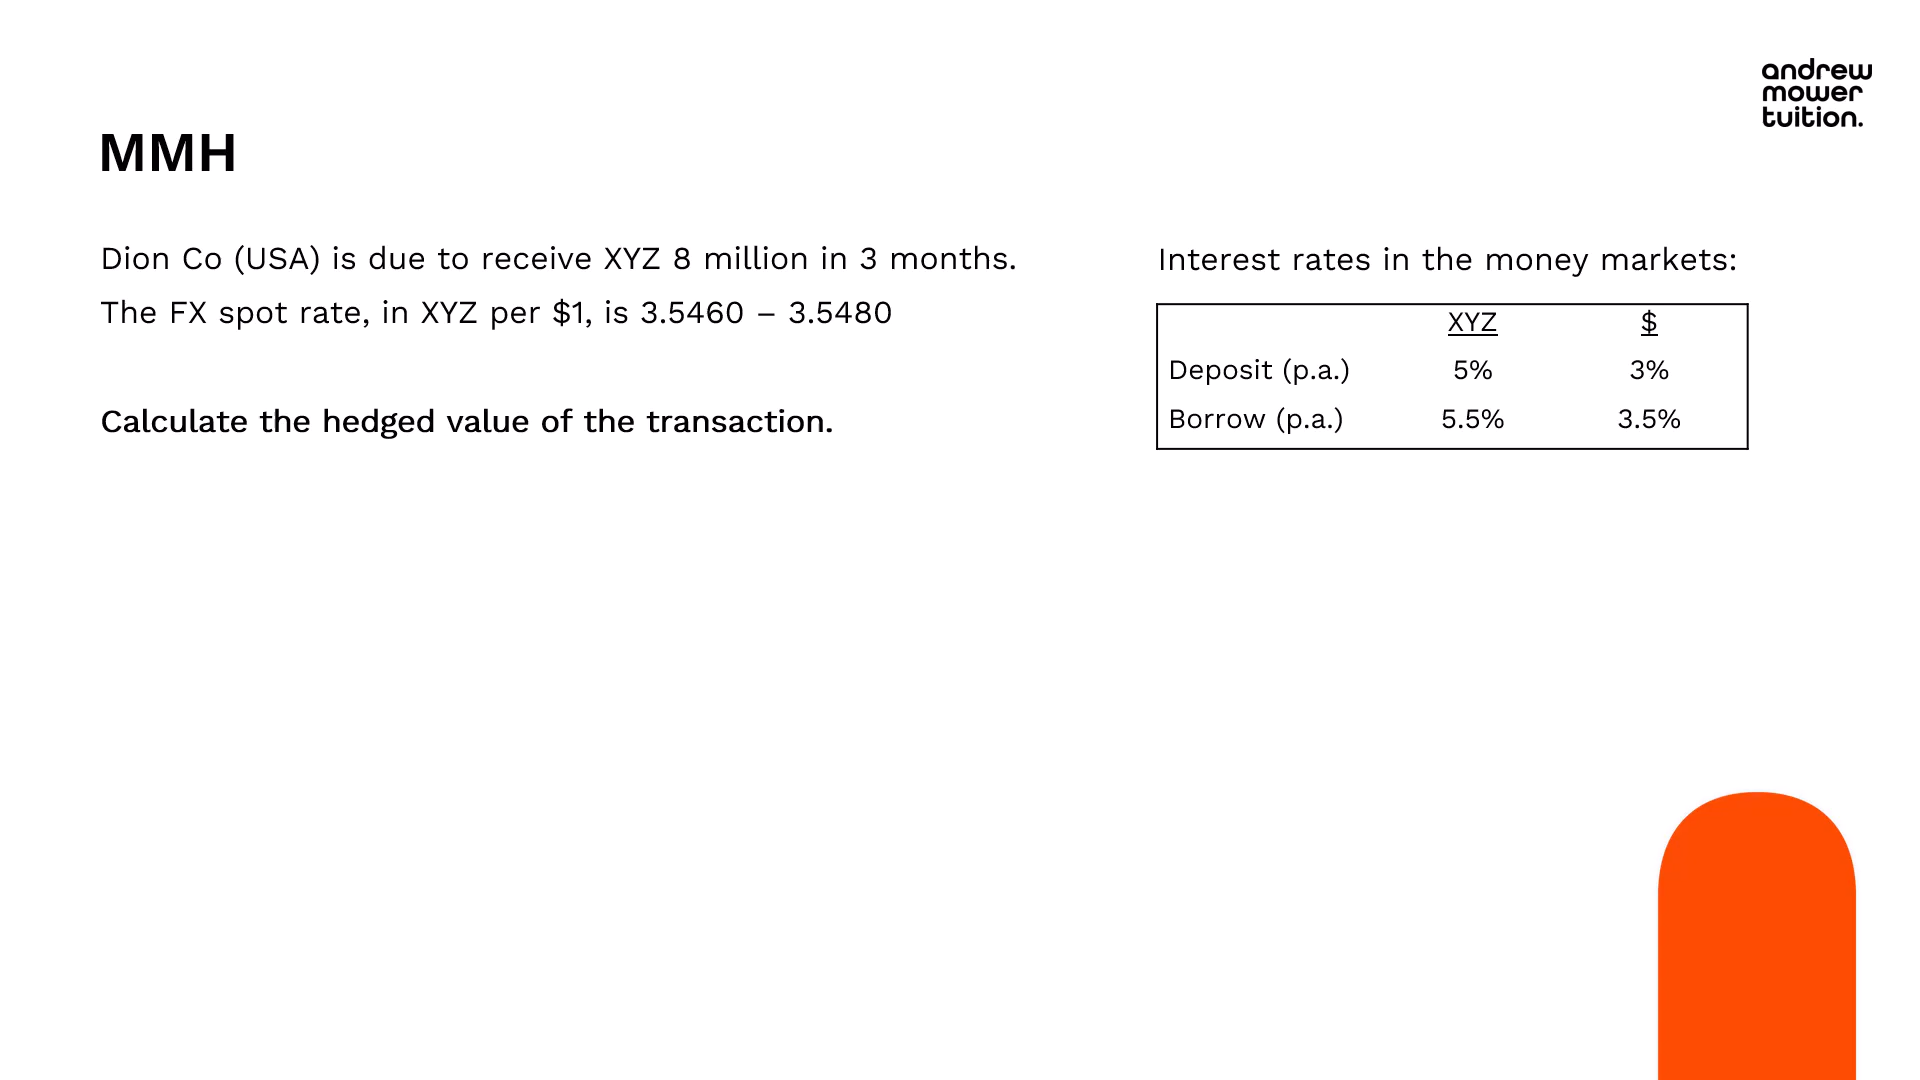 andrew
mower
tuition.
MMH
Dion Co (USA) is due to receive XYZ 8 million in 3 months.
The FX spot rate, in XYZ per $1, is 3.5460 – 3.5480
Calculate the hedged value of the transaction.
Interest rates in the money markets:
XYZ $
Deposit (p.a.) 5% 3%
Borrow (p.a.) 5.5% 3.5%